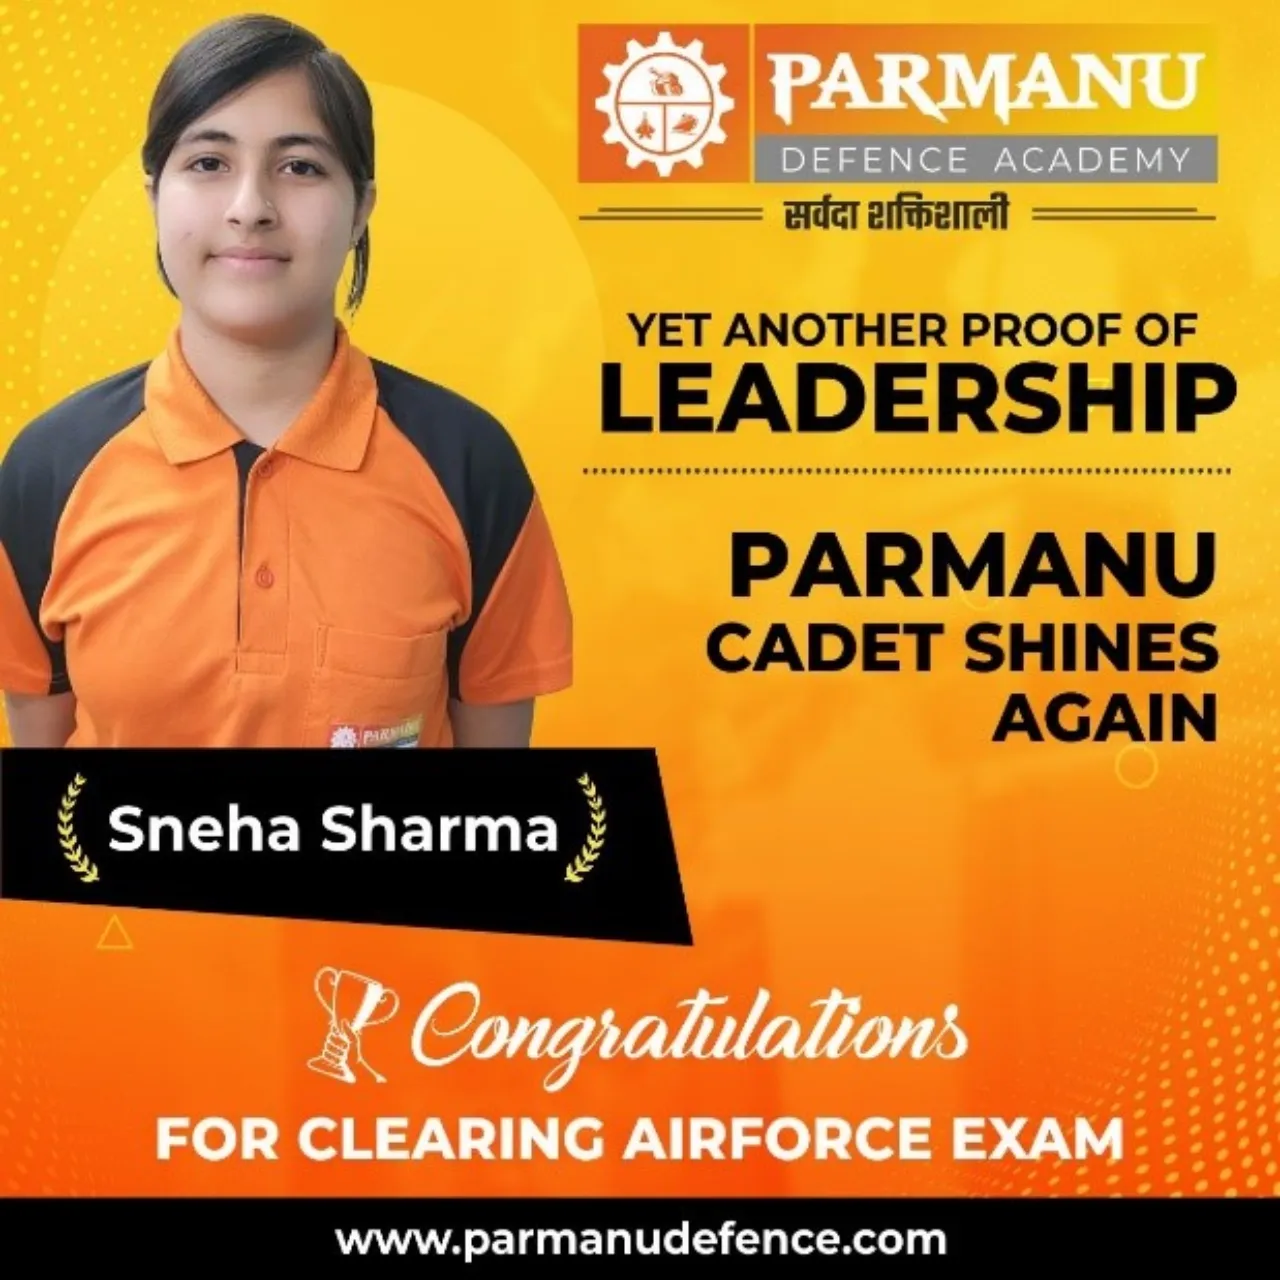 PARMANU
DEFENCE ACADEMY
सर्वदा शक्तिशाली
YET ANOTHER PROOF OF
LEADERSHIP
PARMANU
CADET SHINES
AGAIN
PARMANU
Sneha Sharma
Congratulations
FOR CLEARING AIRFORCE EXAM
www.parmanudefence.com